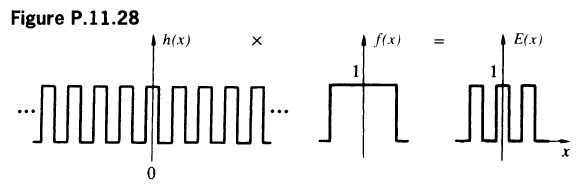 Figure P.11.28
h(x) × f(x) = E(x)
1 1
... ...
x
0